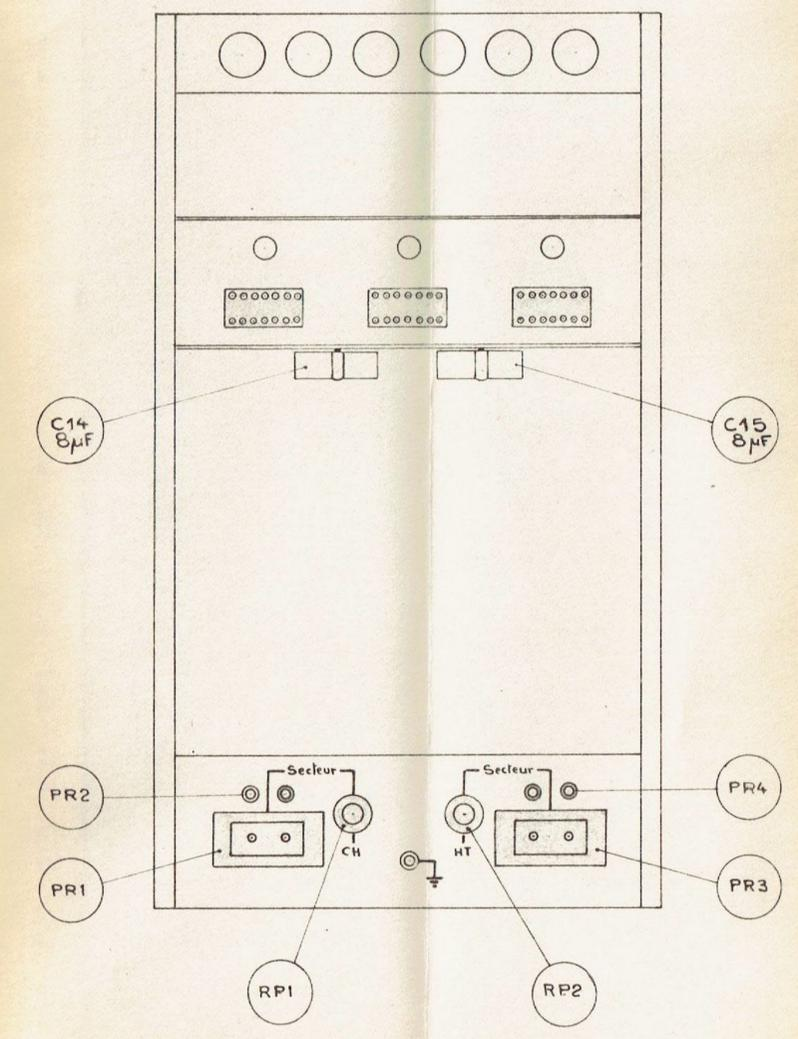 C14
8µF
C15
8µF
Secteur
Secteur
PR2
PR4
CH
HT
PR1
PR3
RP1
RP2